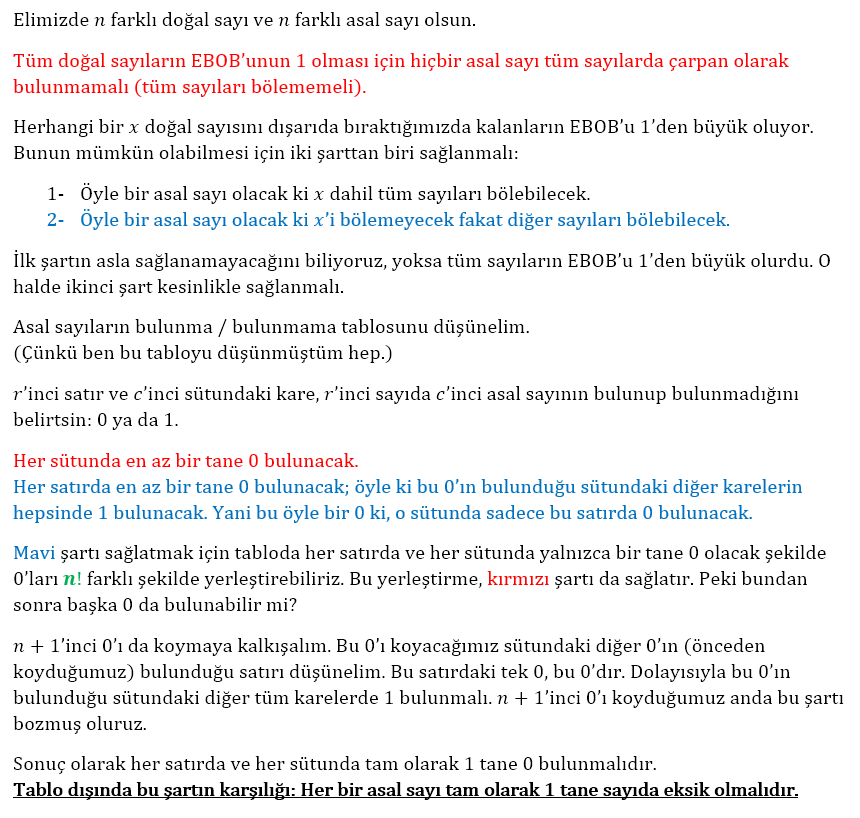 Elimizde n farklı doğal sayı ve n farklı asal sayı olsun.
Tüm doğal sayıların EBOB’unun 1 olması için hiçbir asal sayı tüm sayılarda çarpan olarak
bulunmamalı (tüm sayıları bölememeli).
Herhangi bir x doğal sayısını dışarıda bıraktığımızda kalanların EBOB’u 1’den büyük oluyor.
Bunun mümkün olabilmesi için iki şarttan biri sağlanmalı:
1- Öyle bir asal sayı olacak ki x dahil tüm sayıları bölebilecek.
2- Öyle bir asal sayı olacak ki x’i bölemeyecek fakat diğer sayıları bölebilecek.
İlk şartın asla sağlanamayacağını biliyoruz, yoksa tüm sayıların EBOB’u 1’den büyük olurdu. O
halde ikinci şart kesinlikle sağlanmalı.
Asal sayıların bulunma / bulunmama tablosunu düşünelim.
(Çünkü ben bu tabloyu düşünmüştüm hep.)
r’inci satır ve c’inci sütundaki kare, r’inci sayıda c’inci asal sayının bulunup bulunmadığını
belirtsin: 0 ya da 1.
Her sütunda en az bir tane 0 bulunacak.
Her satırda en az bir tane 0 bulunacak; öyle ki bu 0’ın bulunduğu sütundaki diğer karelerin
hepsinde 1 bulunacak. Yani bu öyle bir 0 ki, o sütunda sadece bu satırda 0 bulunacak.
Mavi şartı sağlatmak için tabloda her satırda ve her sütunda yalnızca bir tane 0 olacak şekilde
0’ları n! farklı şekilde yerleştirebiliriz. Bu yerleştirme, kırmızı şartı da sağlatır. Peki bundan
sonra başka 0 da bulunabilir mi?
n + 1’inci 0’ı da koymaya kalkışalım. Bu 0’ı koyacağımız sütundaki diğer 0’ın (önceden
koyduğumuz) bulunduğu satırı düşünelim. Bu satırdaki tek 0, bu 0’dır. Dolayısıyla bu 0’ın
bulunduğu sütundaki diğer tüm karelerde 1 bulunmalı. n + 1’inci 0’ı koyduğumuz anda bu şartı
bozmuş oluruz.
Sonuç olarak her satırda ve her sütunda tam olarak 1 tane 0 bulunmalıdır.
Tablo dışında bu şartın karşılığı: Her bir asal sayı tam olarak 1 tane sayıda eksik olmalıdır.